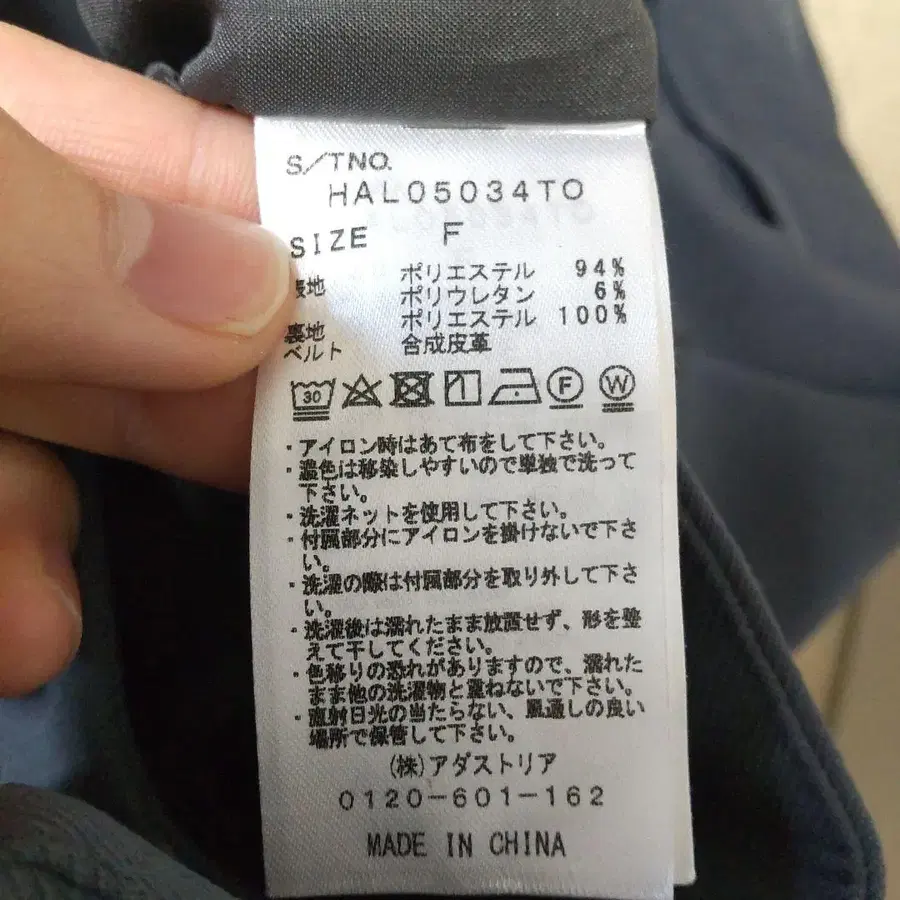 S/TNO.
HAL05034TO
SIZE F
表地 ポリエステル 94%
ポリウレタン 6%
裏地 ポリエステル 100%
ベルト 合成皮革
30 F W
・アイロン時はあて布をして下さい。
・濃色は移染しやすいので単独で洗って
下さい。
・洗濯ネットを使用して下さい。
・付属部分にアイロンを掛けないで下さ
い。
・洗濯の際は付属部分を取り外して下さ
い。
・洗濯後は濡れたまま放置せず、形を整
えて干してください。
・色移りの恐れがありますので、濡れた
まま他の洗濯物と重ねないで下さい。
・直射日光の当たらない、風通しの良い
場所で保管して下さい。
(株)アダストリア
0120-601-162
MADE IN CHINA